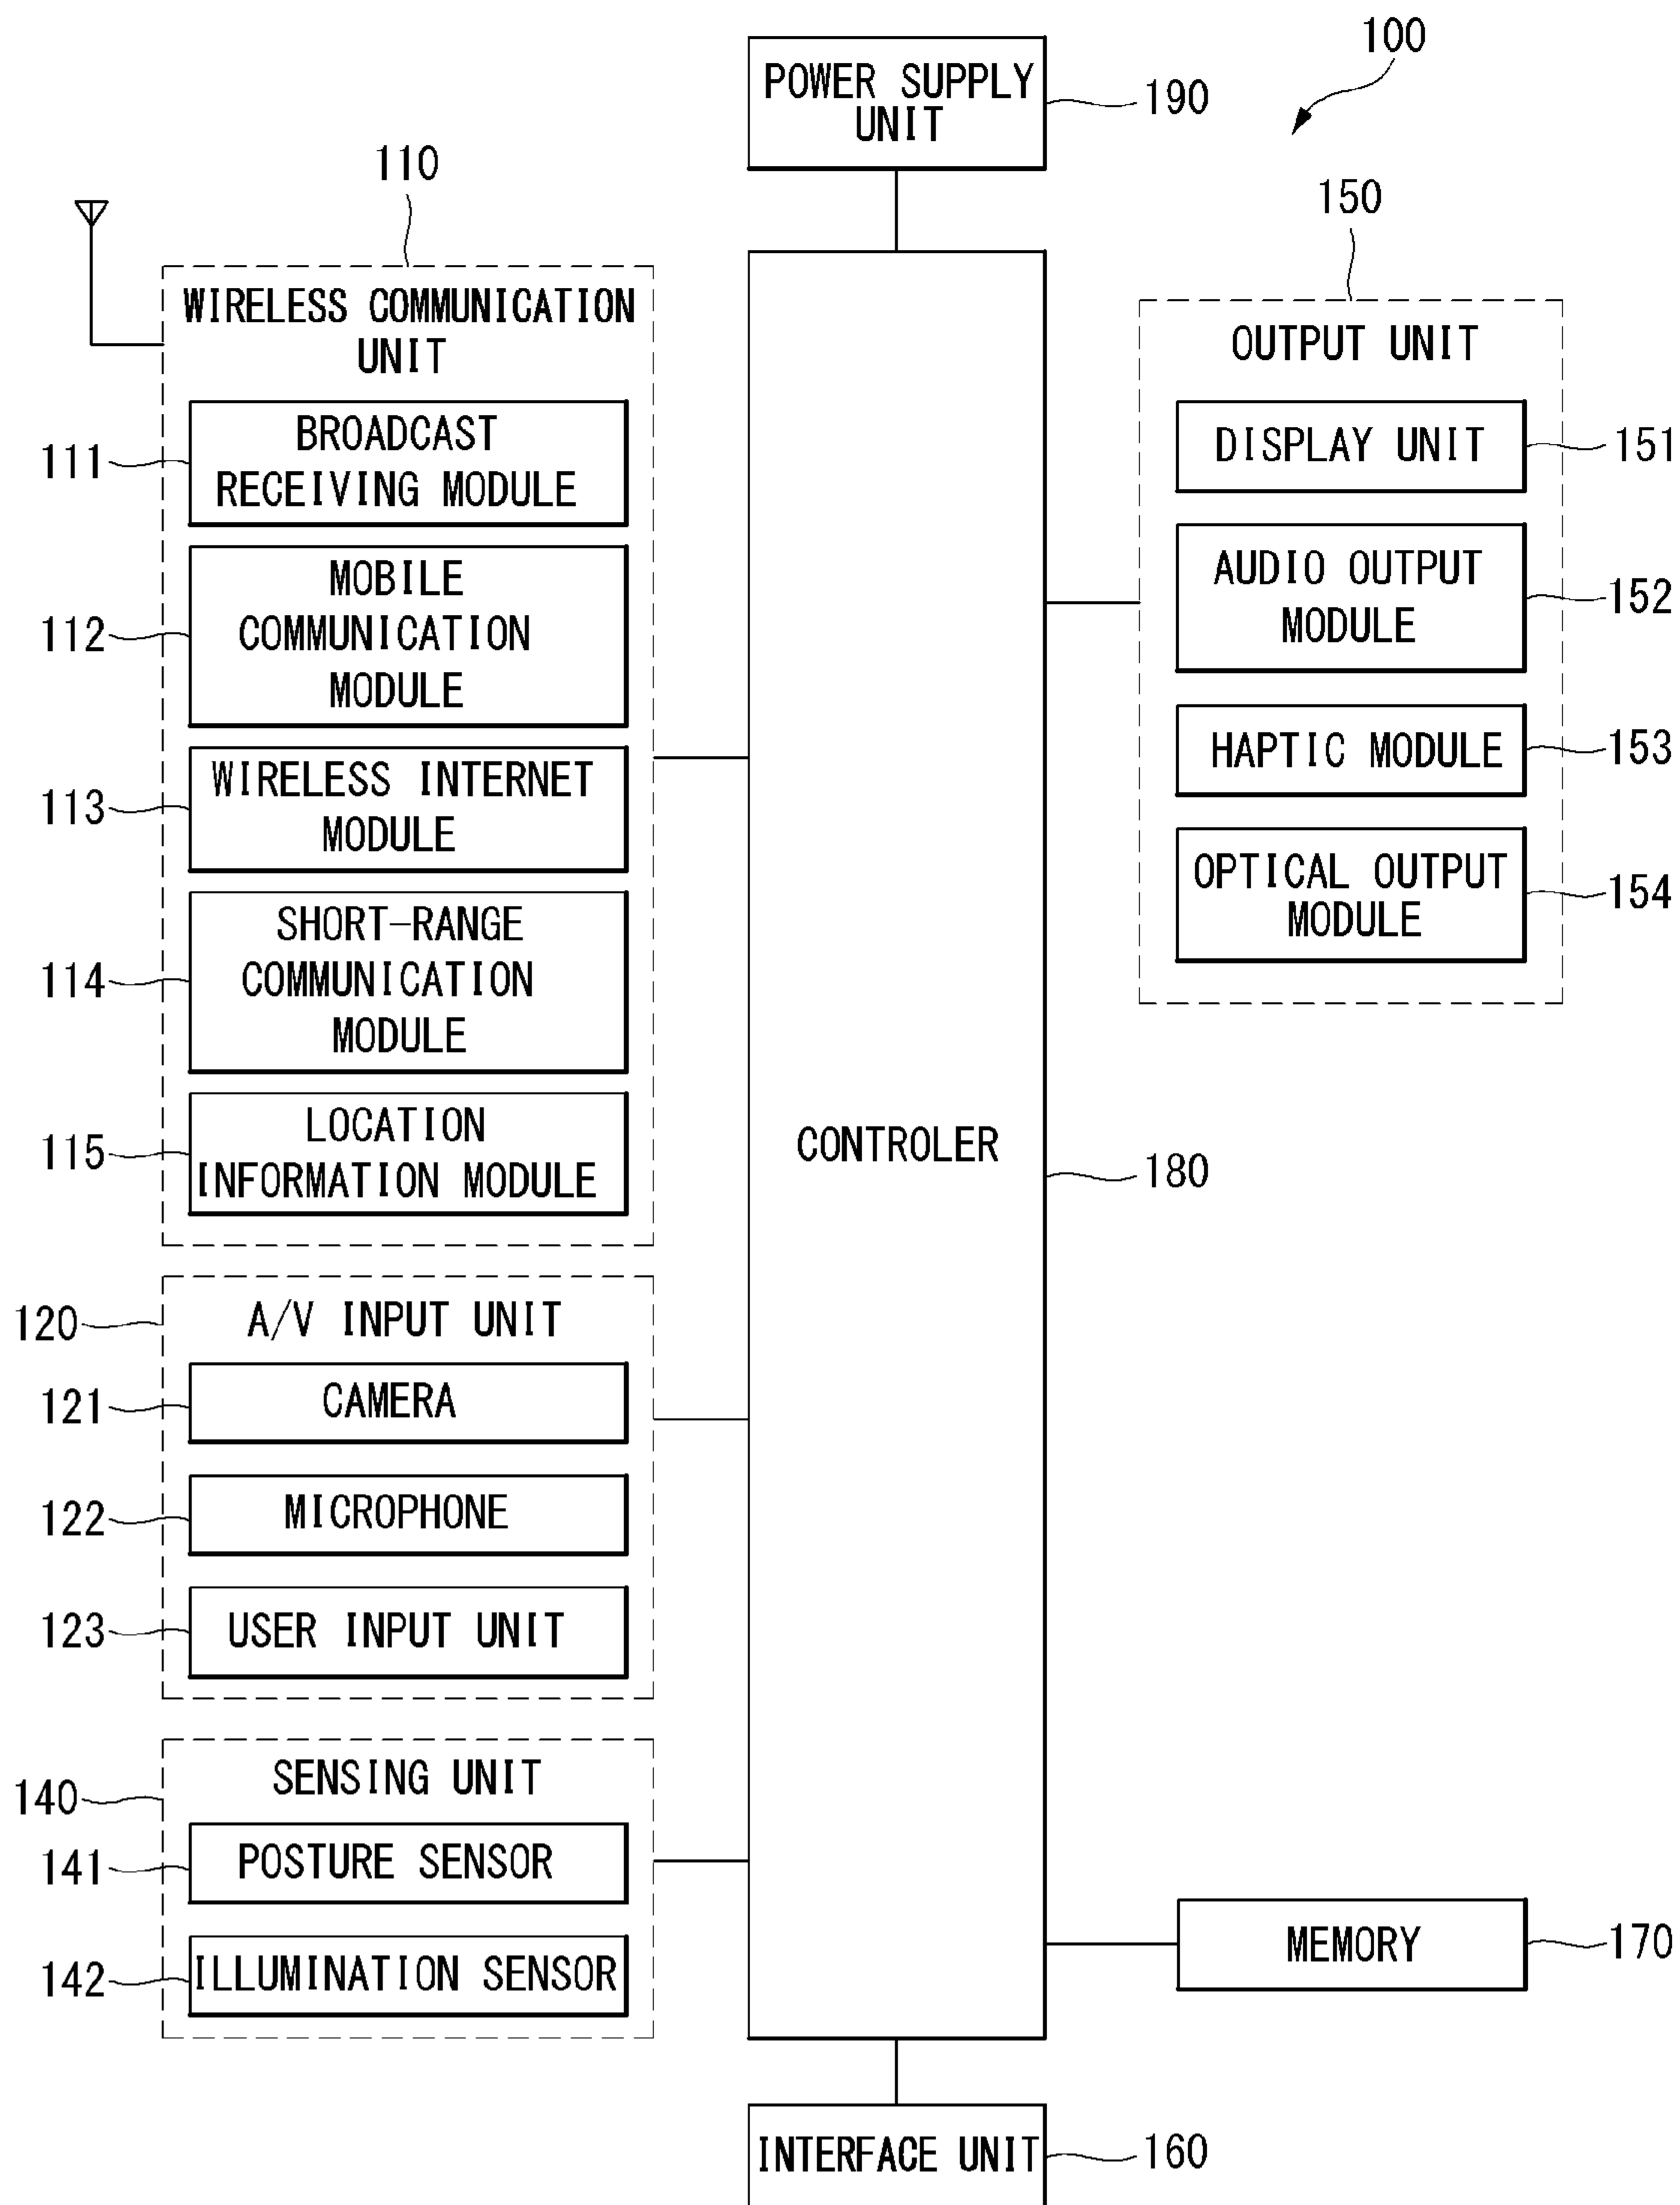 100
POWER SUPPLY
UNIT
190
110
150
WIRELESS COMMUNICATION
UNIT
BROADCAST
RECEIVING MODULE
111
MOBILE
COMMUNICATION
MODULE
112
WIRELESS INTERNET
MODULE
113
SHORT-RANGE
COMMUNICATION
MODULE
114
LOCATION
INFORMATION MODULE
115
A/V INPUT UNIT
120
CAMERA
121
MICROPHONE
122
USER INPUT UNIT
123
SENSING UNIT
140
POSTURE SENSOR
141
ILLUMINATION SENSOR
142
CONTROLER
180
OUTPUT UNIT
DISPLAY UNIT
151
AUDIO OUTPUT
MODULE
152
HAPTIC MODULE
153
OPTICAL OUTPUT
MODULE
154
MEMORY
170
INTERFACE UNIT
160